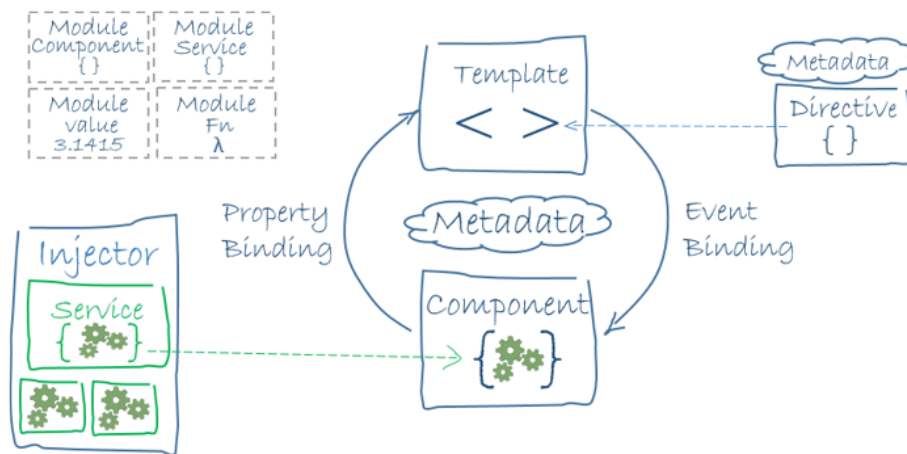 Module
Component
{ }
Module
Service
{ }
Module
value
3.1415
Module
Fn
λ
Template
< >
Metadata
Directive
{ }
Property
Binding
Metadata
Event
Binding
Injector
Service
{ }
Component
{ }